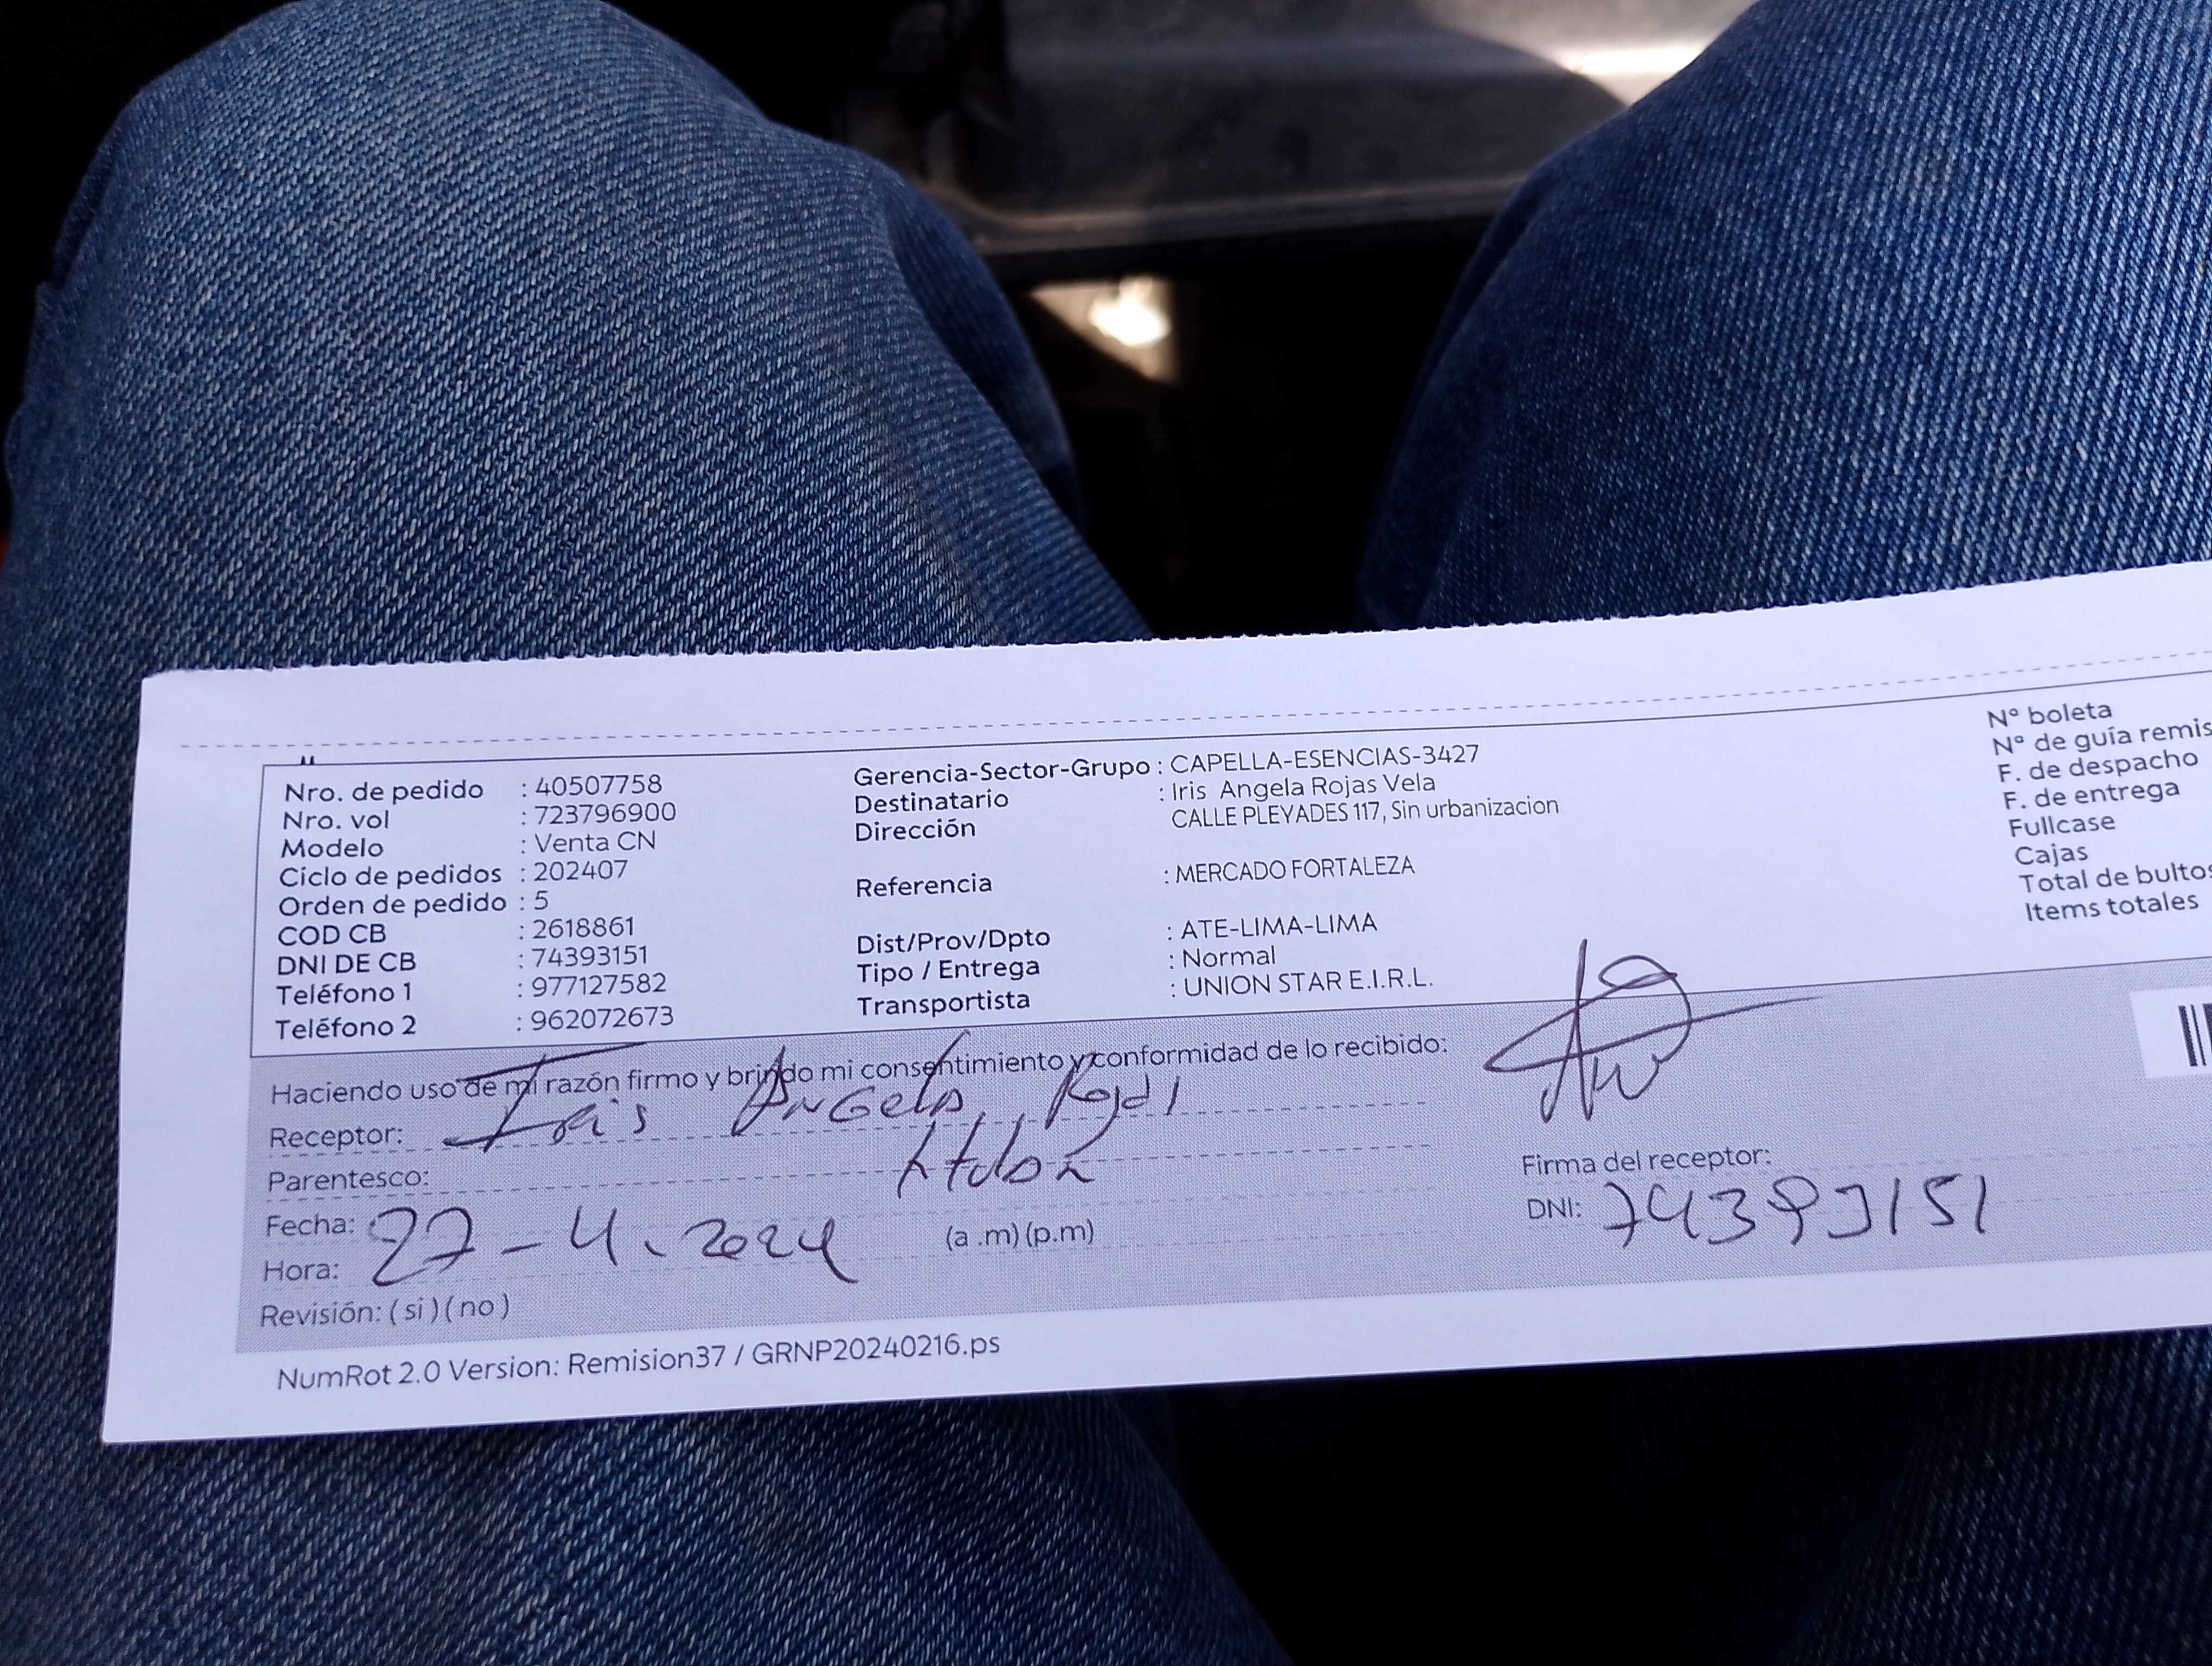 Nro. de pedido : 40507758
Nro. vol : 723796900
Modelo : Venta CN
Ciclo de pedidos : 202407
Orden de pedido : 5
COD CB : 2618861
DNI DE CB : 74393151
Teléfono 1 : 977127582
Teléfono 2 : 962072673
Gerencia-Sector-Grupo : CAPELLA-ESENCIAS-3427
Destinatario : Iris Angela Rojas Vela
Dirección CALLE PLEYADES 117, Sin urbanizacion
Referencia : MERCADO FORTALEZA
Dist/Prov/Dpto : ATE-LIMA-LIMA
Tipo / Entrega : Normal
Transportista : UNION STAR E.I.R.L.
N° boleta
N° de guía remis
F. de despacho
F. de entrega
Fullcase
Cajas
Total de bultos
Items totales
Haciendo uso de mi razón firmo y brindo mi consentimiento y conformidad de lo recibido:
Receptor: Iris Angela Rojas
Parentesco:
Fecha: 27-4-2024
Hora: (a .m) (p.m)
Revisión: ( si ) ( no )
Firma del receptor:
DNI: 74393151
NumRot 2.0 Version: Remision37 / GRNP20240216.ps